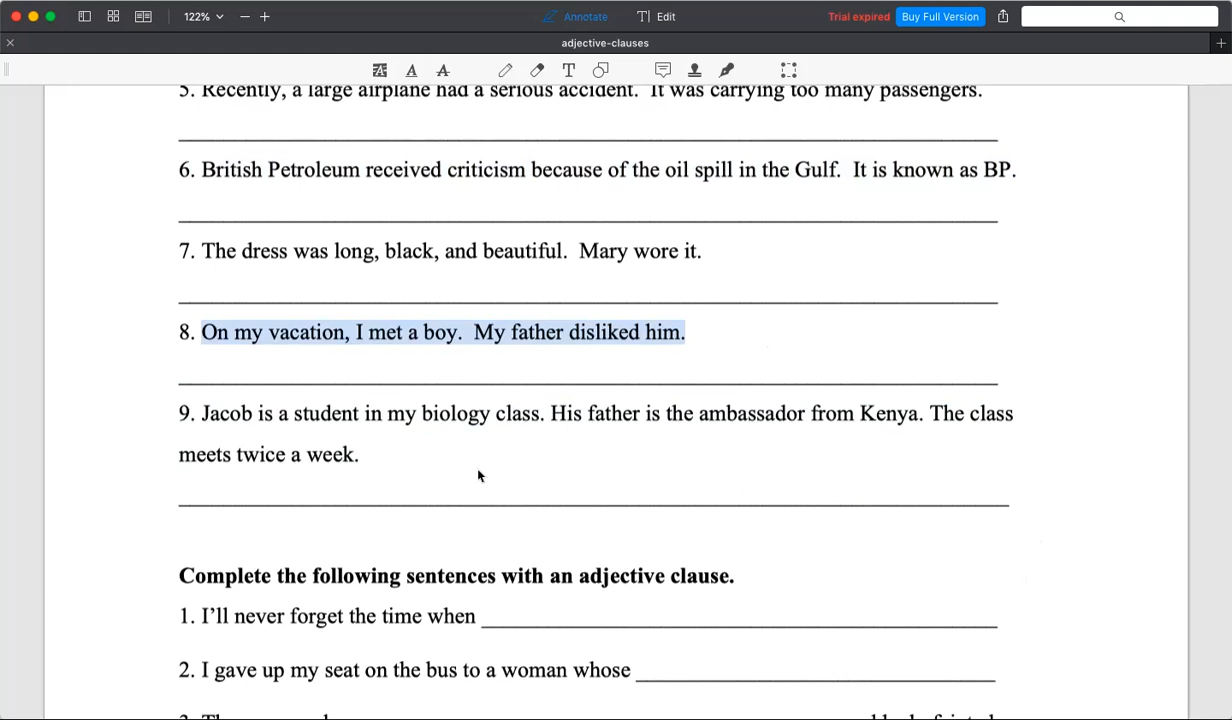 122%
Annotate
Edit
Trial expired
Buy Full Version
adjective-clauses
5. Recently, a large airplane had a serious accident.  It was carrying too many passengers.
6. British Petroleum received criticism because of the oil spill in the Gulf.  It is known as BP.
7. The dress was long, black, and beautiful.  Mary wore it.
8. On my vacation, I met a boy.  My father disliked him.
9. Jacob is a student in my biology class. His father is the ambassador from Kenya. The class
meets twice a week.
Complete the following sentences with an adjective clause.
1. I’ll never forget the time when
2. I gave up my seat on the bus to a woman whose